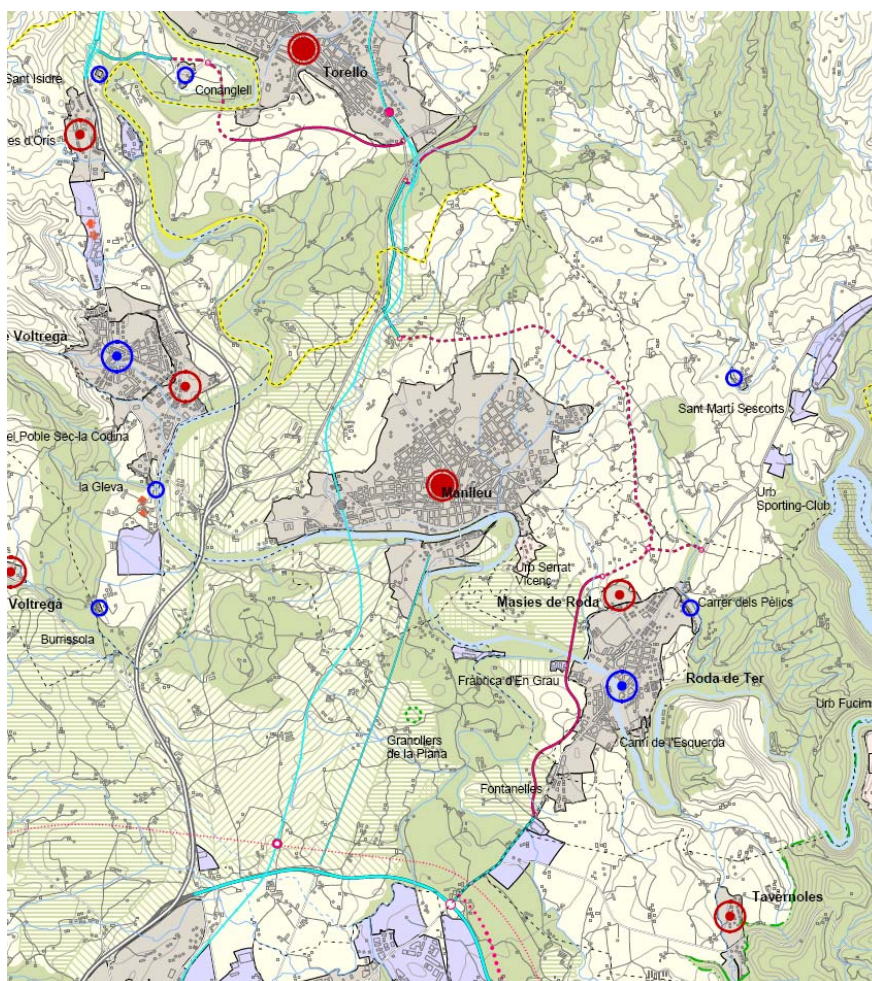 Torelló
Sant Isidre
Conanglell
es d'Orís
e Voltregà
Sant Martí Sescorts
el Poble Sec-la Codina
la Gleva
Manlleu
Urb
Sporting-Club
Urb Serrat
Vicenç
Voltregà
Masies de Roda
Carrer dels Pèlics
Burrissola
Fàbrica d'En Grau
Roda de Ter
Urb Fucim
Granollers
de la Plana
Camí de l'Esquerda
Fontanelles
Tavèrnoles